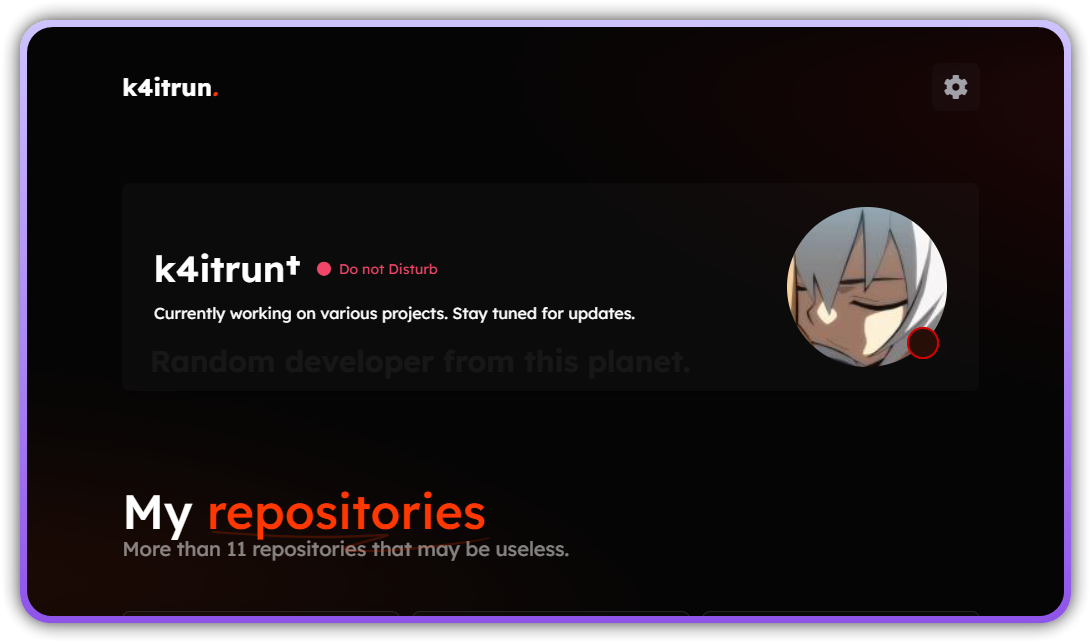 k4itrun.
k4itrun† Do not Disturb
Currently working on various projects. Stay tuned for updates.
Random developer from this planet.
My repositories
More than 11 repositories that may be useless.